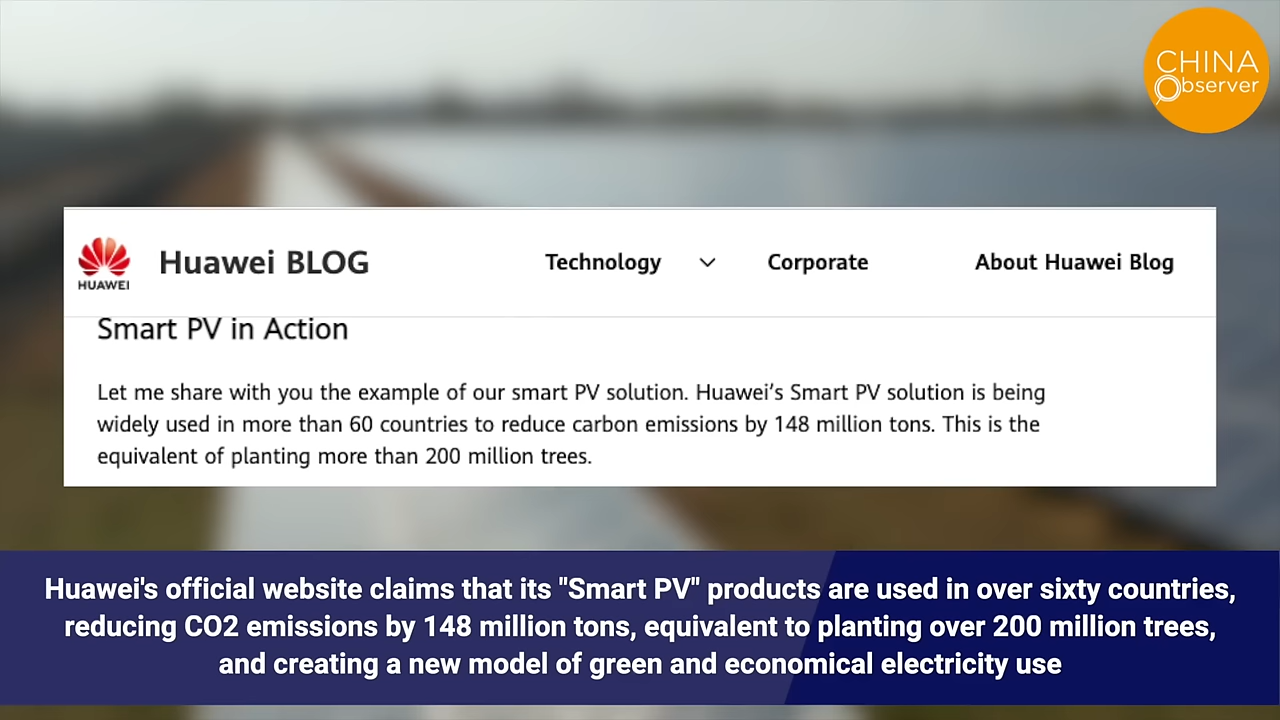 CHINA
Observer
Huawei BLOG
Technology
Corporate
About Huawei Blog
HUAWEI
Smart PV in Action
Let me share with you the example of our smart PV solution. Huawei’s Smart PV solution is being
widely used in more than 60 countries to reduce carbon emissions by 148 million tons. This is the
equivalent of planting more than 200 million trees.
Huawei's official website claims that its "Smart PV" products are used in over sixty countries,
reducing CO2 emissions by 148 million tons, equivalent to planting over 200 million trees,
and creating a new model of green and economical electricity use